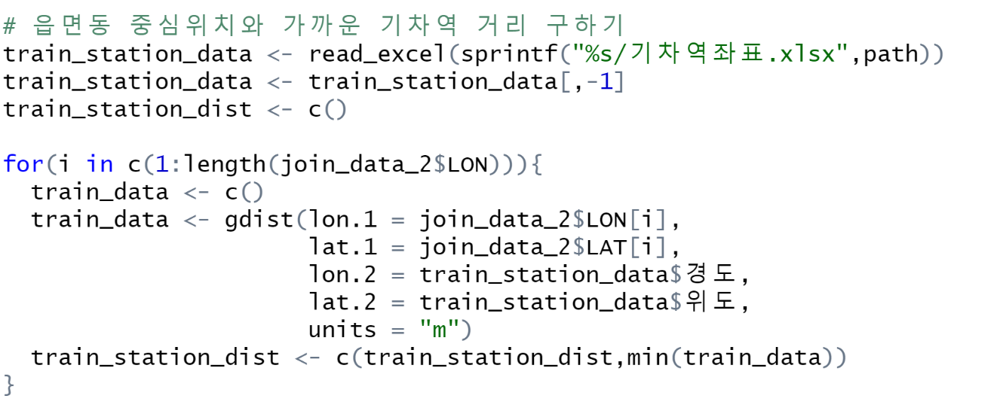 # 읍면동 중심위치와 가까운 기차역 거리 구하기
train_station_data <- read_excel(sprintf("%s/기차역좌표.xlsx",path))
train_station_data <- train_station_data[,-1]
train_station_dist <- c()

for(i in c(1:length(join_data_2$LON))){
  train_data <- c()
  train_data <- gdist(lon.1 = join_data_2$LON[i],
                      lat.1 = join_data_2$LAT[i],
                      lon.2 = train_station_data$경도,
                      lat.2 = train_station_data$위도,
                      units = "m")
  train_station_dist <- c(train_station_dist,min(train_data))
}